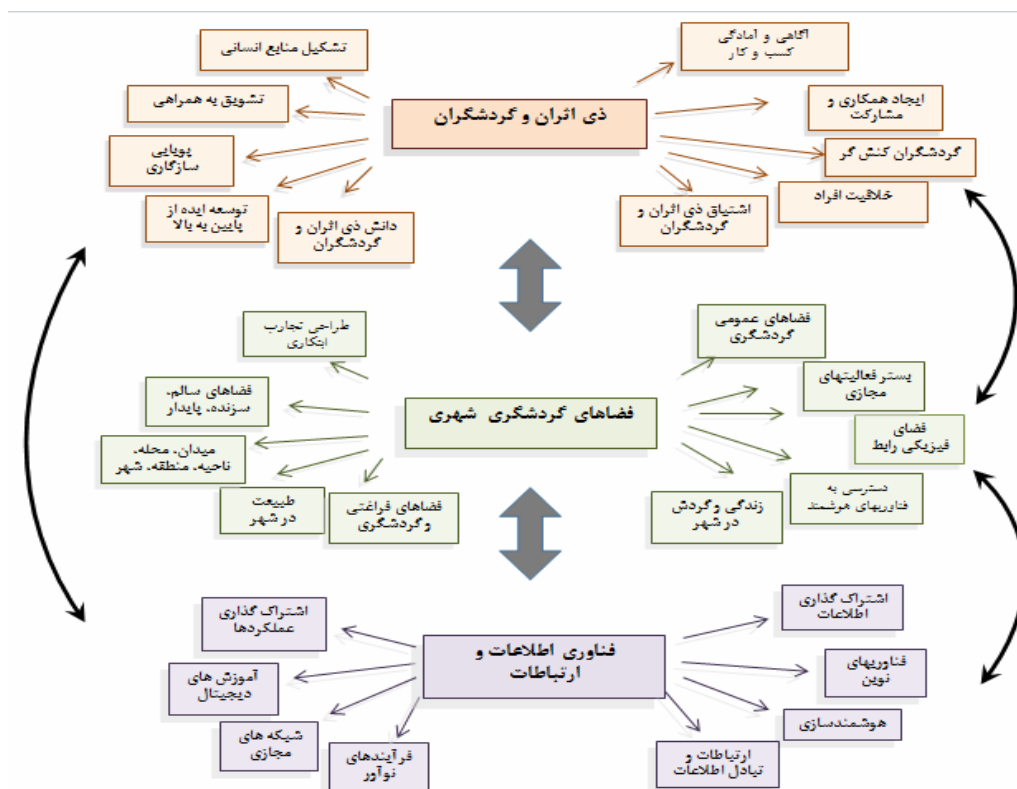 آگاهی و آمادگی
کسب و کار
تشکیل منابع انسانی
تشویق به همراهی
ذی اثران و گردشگران
ایجاد همکاری و
مشارکت
پویایی
سازگاری
گردشگران کنش گر
خلاقیت افراد
توسعه ایده از
پایین به بالا
دانش ذی اثران و
گردشگران
اشتیاق ذی اثران و
گردشگران
فضاهای عمومی
گردشگری
طراحی تجارب
ابتکاری
بستر فعالیتهای
مجازی
فضاهای سالم،
سزنده، پایدار
فضاهای گردشگری شهری
فضای
فیزیکی رابط
میدان، محله،
ناحیه، منطقه، شهر
دسترسی به
فناوریهای هوشمند
طبیعت
در شهر
فضاهای فراغتی
و گردشگری
زندگی و گردش
در شهر
اشتراک گذاری
اطلاعات
اشتراک گذاری
عملکردها
فناوری اطلاعات و
ارتباطات
فناوریهای
نوین
آموزش های
دیجیتال
هوشمندسازی
شبکه های
مجازی
فرآیندهای
نوآور
ارتباطات و
تبادل اطلاعات